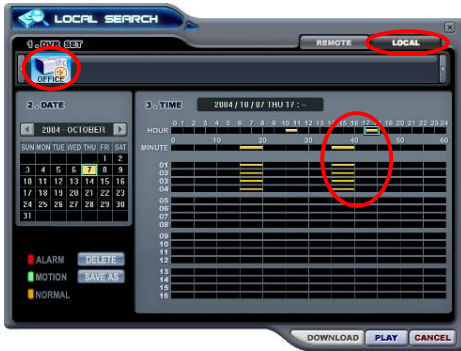 LOCAL SEARCH
1. DVR SET
REMOTE
LOCAL
OFFICE
2. DATE
2004 - OCTOBER
SUN MON TUE WED THU FRI SAT
1 2
3 4 5 6 7 8 9
10 11 12 13 14 15 16
17 18 19 20 21 22 23
24 25 26 27 28 29 30
31
ALARM
DELETE
MOTION
SAVE AS
NORMAL
3. TIME
2004 / 10 / 07 THU 17 : --
0 1 2 3 4 5 6 7 8 9 10 11 12 13 14 15 16 17 18 19 20 21 22 23 24
HOUR
0 10 20 30 40 50 60
MINUTE
01
02
03
04
05
06
07
08
09
10
11
12
13
14
15
16
DOWNLOAD
PLAY
CANCEL